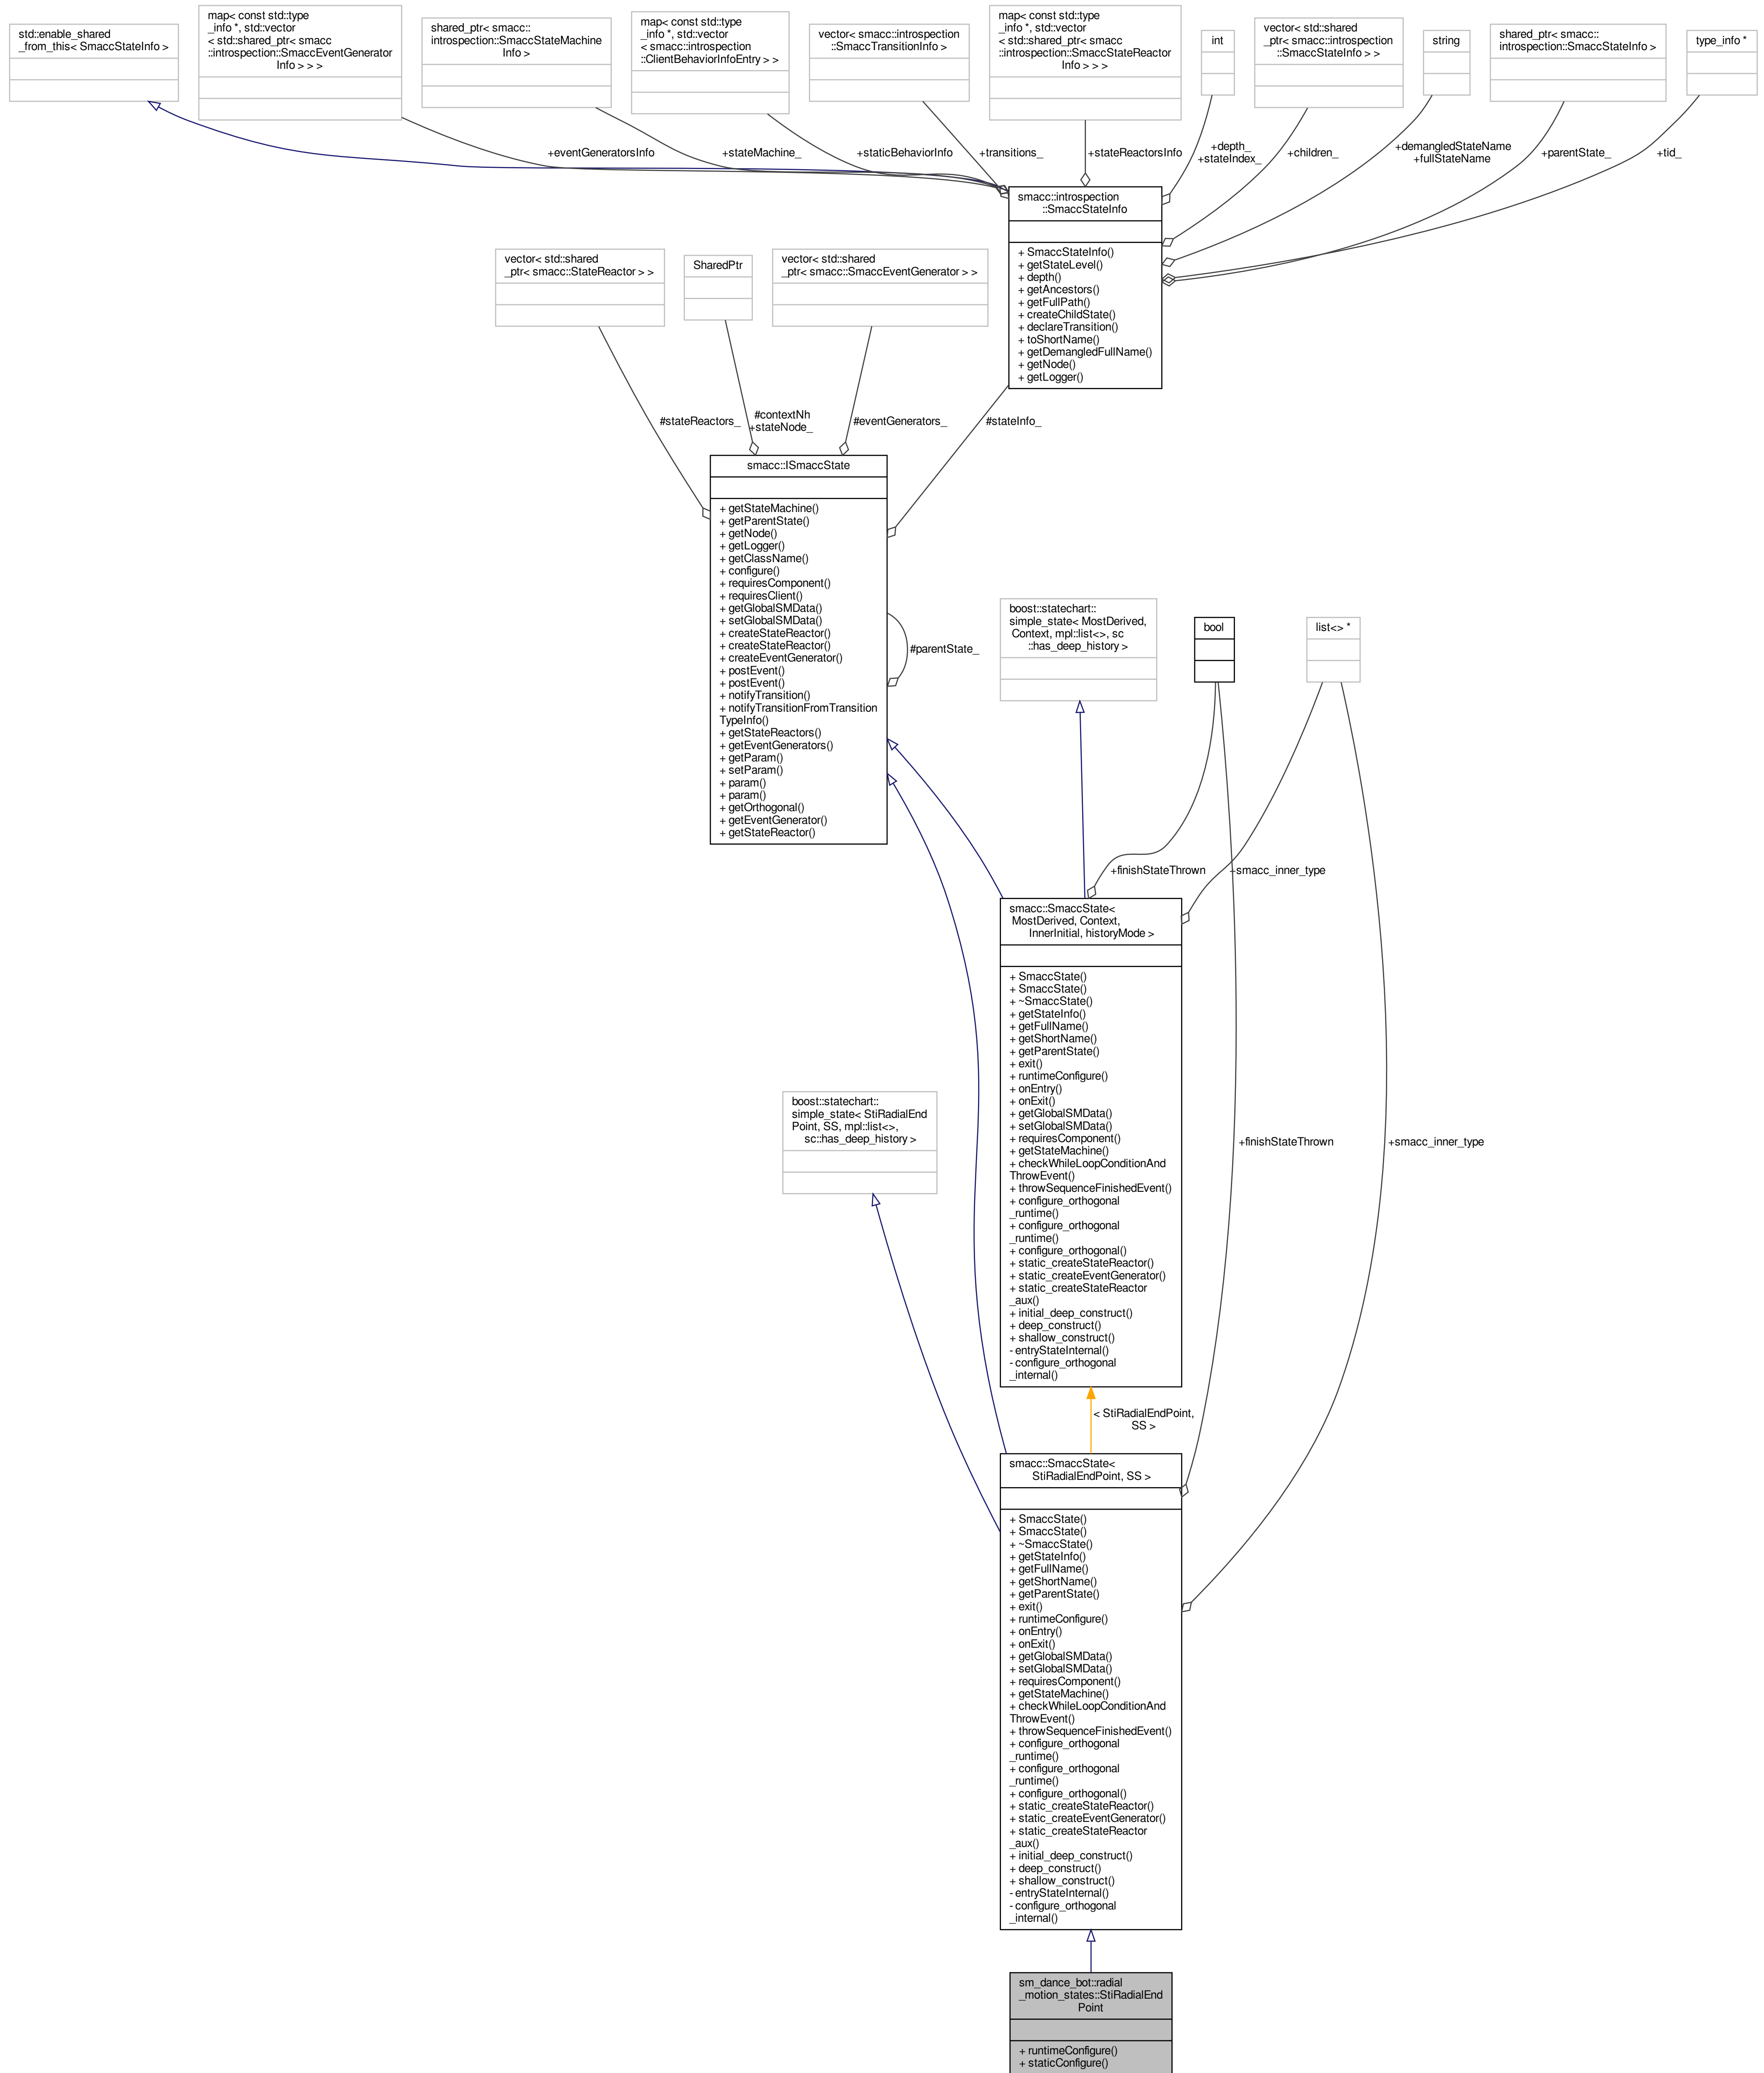 std::enable_shared
_from_this< SmaccStateInfo >
map< const std::type
_info *, std::vector
< std::shared_ptr< smacc
::introspection::SmaccEventGenerator
Info > > >
shared_ptr< smacc::
introspection::SmaccStateMachine
Info >
map< const std::type
_info *, std::vector
< smacc::introspection
::ClientBehaviorInfoEntry > >
vector< smacc::introspection
::SmaccTransitionInfo >
map< const std::type
_info *, std::vector
< std::shared_ptr< smacc
::introspection::SmaccStateReactor
Info > > >
int
vector< std::shared
_ptr< smacc::introspection
::SmaccStateInfo > >
string
shared_ptr< smacc::
introspection::SmaccStateInfo >
type_info *
+eventGeneratorsInfo
+stateMachine_
+staticBehaviorInfo
+transitions_
+stateReactorsInfo
+depth_
+stateIndex_
+children_
+demangledStateName
+fullStateName
+parentState_
+tid_
smacc::introspection
::SmaccStateInfo
+ SmaccStateInfo()
+ getStateLevel()
+ depth()
+ getAncestors()
+ getFullPath()
+ createChildState()
+ declareTransition()
+ toShortName()
+ getDemangledFullName()
+ getNode()
+ getLogger()
vector< std::shared
_ptr< smacc::StateReactor > >
SharedPtr
vector< std::shared
_ptr< smacc::SmaccEventGenerator > >
#stateReactors_
#contextNh
+stateNode_
#eventGenerators_
#stateInfo_
smacc::ISmaccState
+ getStateMachine()
+ getParentState()
+ getNode()
+ getLogger()
+ getClassName()
+ configure()
+ requiresComponent()
+ requiresClient()
+ getGlobalSMData()
+ setGlobalSMData()
+ createStateReactor()
+ createStateReactor()
+ createEventGenerator()
+ postEvent()
+ postEvent()
+ notifyTransition()
+ notifyTransitionFromTransition
TypeInfo()
+ getStateReactors()
+ getEventGenerators()
+ getParam()
+ setParam()
+ param()
+ param()
+ getOrthogonal()
+ getEventGenerator()
+ getStateReactor()
#parentState_
boost::statechart::
simple_state< MostDerived,
Context, mpl::list<>, sc
::has_deep_history >
bool
list<> *
+finishStateThrown
+smacc_inner_type
smacc::SmaccState<
MostDerived, Context,
InnerInitial, historyMode >
+ SmaccState()
+ SmaccState()
+ ~SmaccState()
+ getStateInfo()
+ getFullName()
+ getShortName()
+ getParentState()
+ exit()
+ runtimeConfigure()
+ onEntry()
+ onExit()
+ getGlobalSMData()
+ setGlobalSMData()
+ requiresComponent()
+ getStateMachine()
+ checkWhileLoopConditionAnd
ThrowEvent()
+ throwSequenceFinishedEvent()
+ configure_orthogonal
_runtime()
+ configure_orthogonal
_runtime()
+ configure_orthogonal()
+ static_createStateReactor()
+ static_createEventGenerator()
+ static_createStateReactor
_aux()
+ initial_deep_construct()
+ deep_construct()
+ shallow_construct()
- entryStateInternal()
- configure_orthogonal
_internal()
boost::statechart::
simple_state< StiRadialEnd
Point, SS, mpl::list<>,
sc::has_deep_history >
+finishStateThrown
+smacc_inner_type
< StiRadialEndPoint,
SS >
smacc::SmaccState<
StiRadialEndPoint, SS >
+ SmaccState()
+ SmaccState()
+ ~SmaccState()
+ getStateInfo()
+ getFullName()
+ getShortName()
+ getParentState()
+ exit()
+ runtimeConfigure()
+ onEntry()
+ onExit()
+ getGlobalSMData()
+ setGlobalSMData()
+ requiresComponent()
+ getStateMachine()
+ checkWhileLoopConditionAnd
ThrowEvent()
+ throwSequenceFinishedEvent()
+ configure_orthogonal
_runtime()
+ configure_orthogonal
_runtime()
+ configure_orthogonal()
+ static_createStateReactor()
+ static_createEventGenerator()
+ static_createStateReactor
_aux()
+ initial_deep_construct()
+ deep_construct()
+ shallow_construct()
- entryStateInternal()
- configure_orthogonal
_internal()
sm_dance_bot::radial
_motion_states::StiRadialEnd
Point
+ runtimeConfigure()
+ staticConfigure()